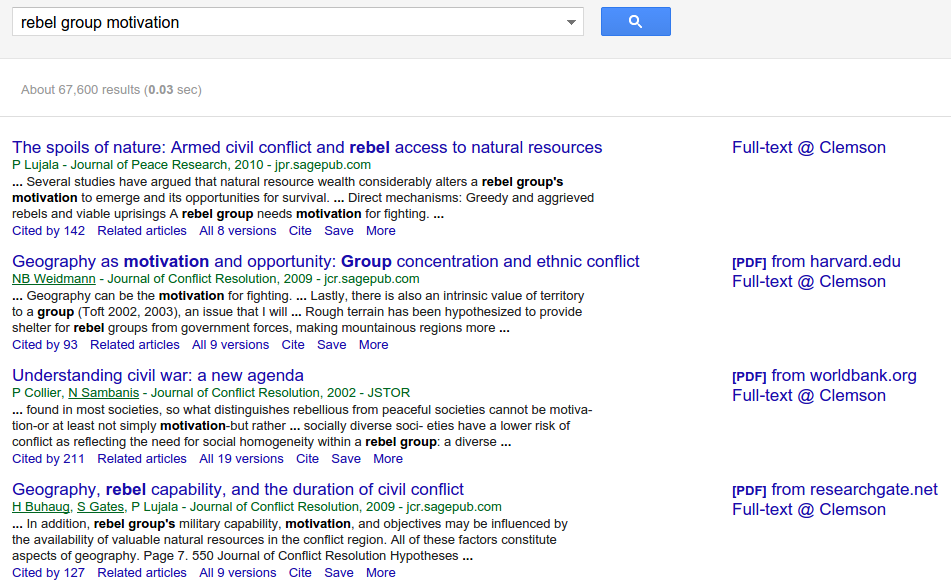 rebel group motivation
About 67,600 results (0.03 sec)
The spoils of nature: Armed civil conflict and rebel access to natural resources
Full-text @ Clemson
P Lujala - Journal of Peace Research, 2010 - jpr.sagepub.com
... Several studies have argued that natural resource wealth considerably alters a rebel group's
motivation to emerge and its opportunities for survival. ... Direct mechanisms: Greedy and aggrieved
rebels and viable uprisings A rebel group needs motivation for fighting. ...
Cited by 142 Related articles All 8 versions Cite Save More
Geography as motivation and opportunity: Group concentration and ethnic conflict
[PDF] from harvard.edu
NB Weidmann - Journal of Conflict Resolution, 2009 - jcr.sagepub.com
Full-text @ Clemson
... Geography can be the motivation for fighting. ... Lastly, there is also an intrinsic value of territory
to a group (Toft 2002, 2003), an issue that I will ... Rough terrain has been hypothesized to provide
shelter for rebel groups from government forces, making mountainous regions more ...
Cited by 93 Related articles All 9 versions Cite Save More
Understanding civil war: a new agenda
[PDF] from worldbank.org
P Collier, N Sambanis - Journal of Conflict Resolution, 2002 - JSTOR
Full-text @ Clemson
... found in most societies, so what distinguishes rebellious from peaceful societies cannot be motiva-
tion-or at least not simply motivation-but rather ... socially diverse soci- eties have a lower risk of
conflict as reflecting the need for social homogeneity within a rebel group: a diverse ...
Cited by 211 Related articles All 19 versions Cite Save More
Geography, rebel capability, and the duration of civil conflict
[PDF] from researchgate.net
H Buhaug, S Gates, P Lujala - Journal of Conflict Resolution, 2009 - jcr.sagepub.com
Full-text @ Clemson
... In addition, rebel group's military capability, motivation, and objectives may be influenced by
the availability of valuable natural resources in the conflict region. All of these factors constitute
aspects of geography. Page 7. 550 Journal of Conflict Resolution Hypotheses ...
Cited by 127 Related articles All 9 versions Cite Save More